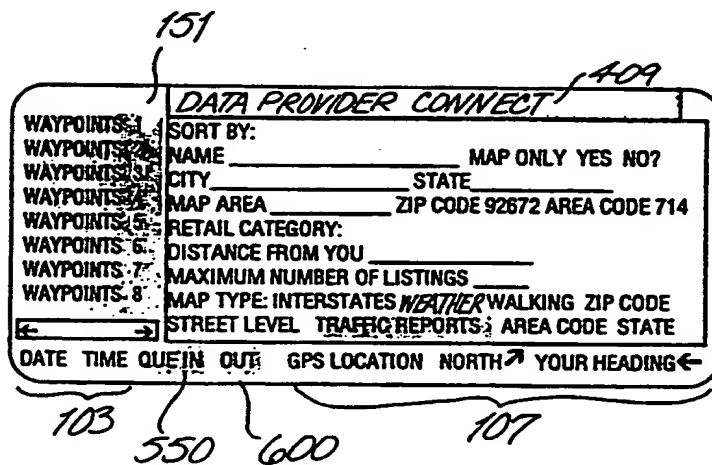 151
409
DATA PROVIDER CONNECT
WAYPOINTS 1
WAYPOINTS 2
WAYPOINTS 3
WAYPOINTS
WAYPOINTS 5
WAYPOINTS 6
WAYPOINTS 7
WAYPOINTS 8
SORT BY:
NAME MAP ONLY YES NO?
CITY STATE
MAP AREA ZIP CODE 92672 AREA CODE 714
RETAIL CATEGORY:
DISTANCE FROM YOU
MAXIMUM NUMBER OF LISTINGS
MAP TYPE: INTERSTATES WEATHER WALKING ZIP CODE
STREET LEVEL TRAFFIC REPORTS AREA CODE STATE
DATE TIME QUE IN OUT GPS LOCATION NORTH↗ YOUR HEADING←
103
550
600
107